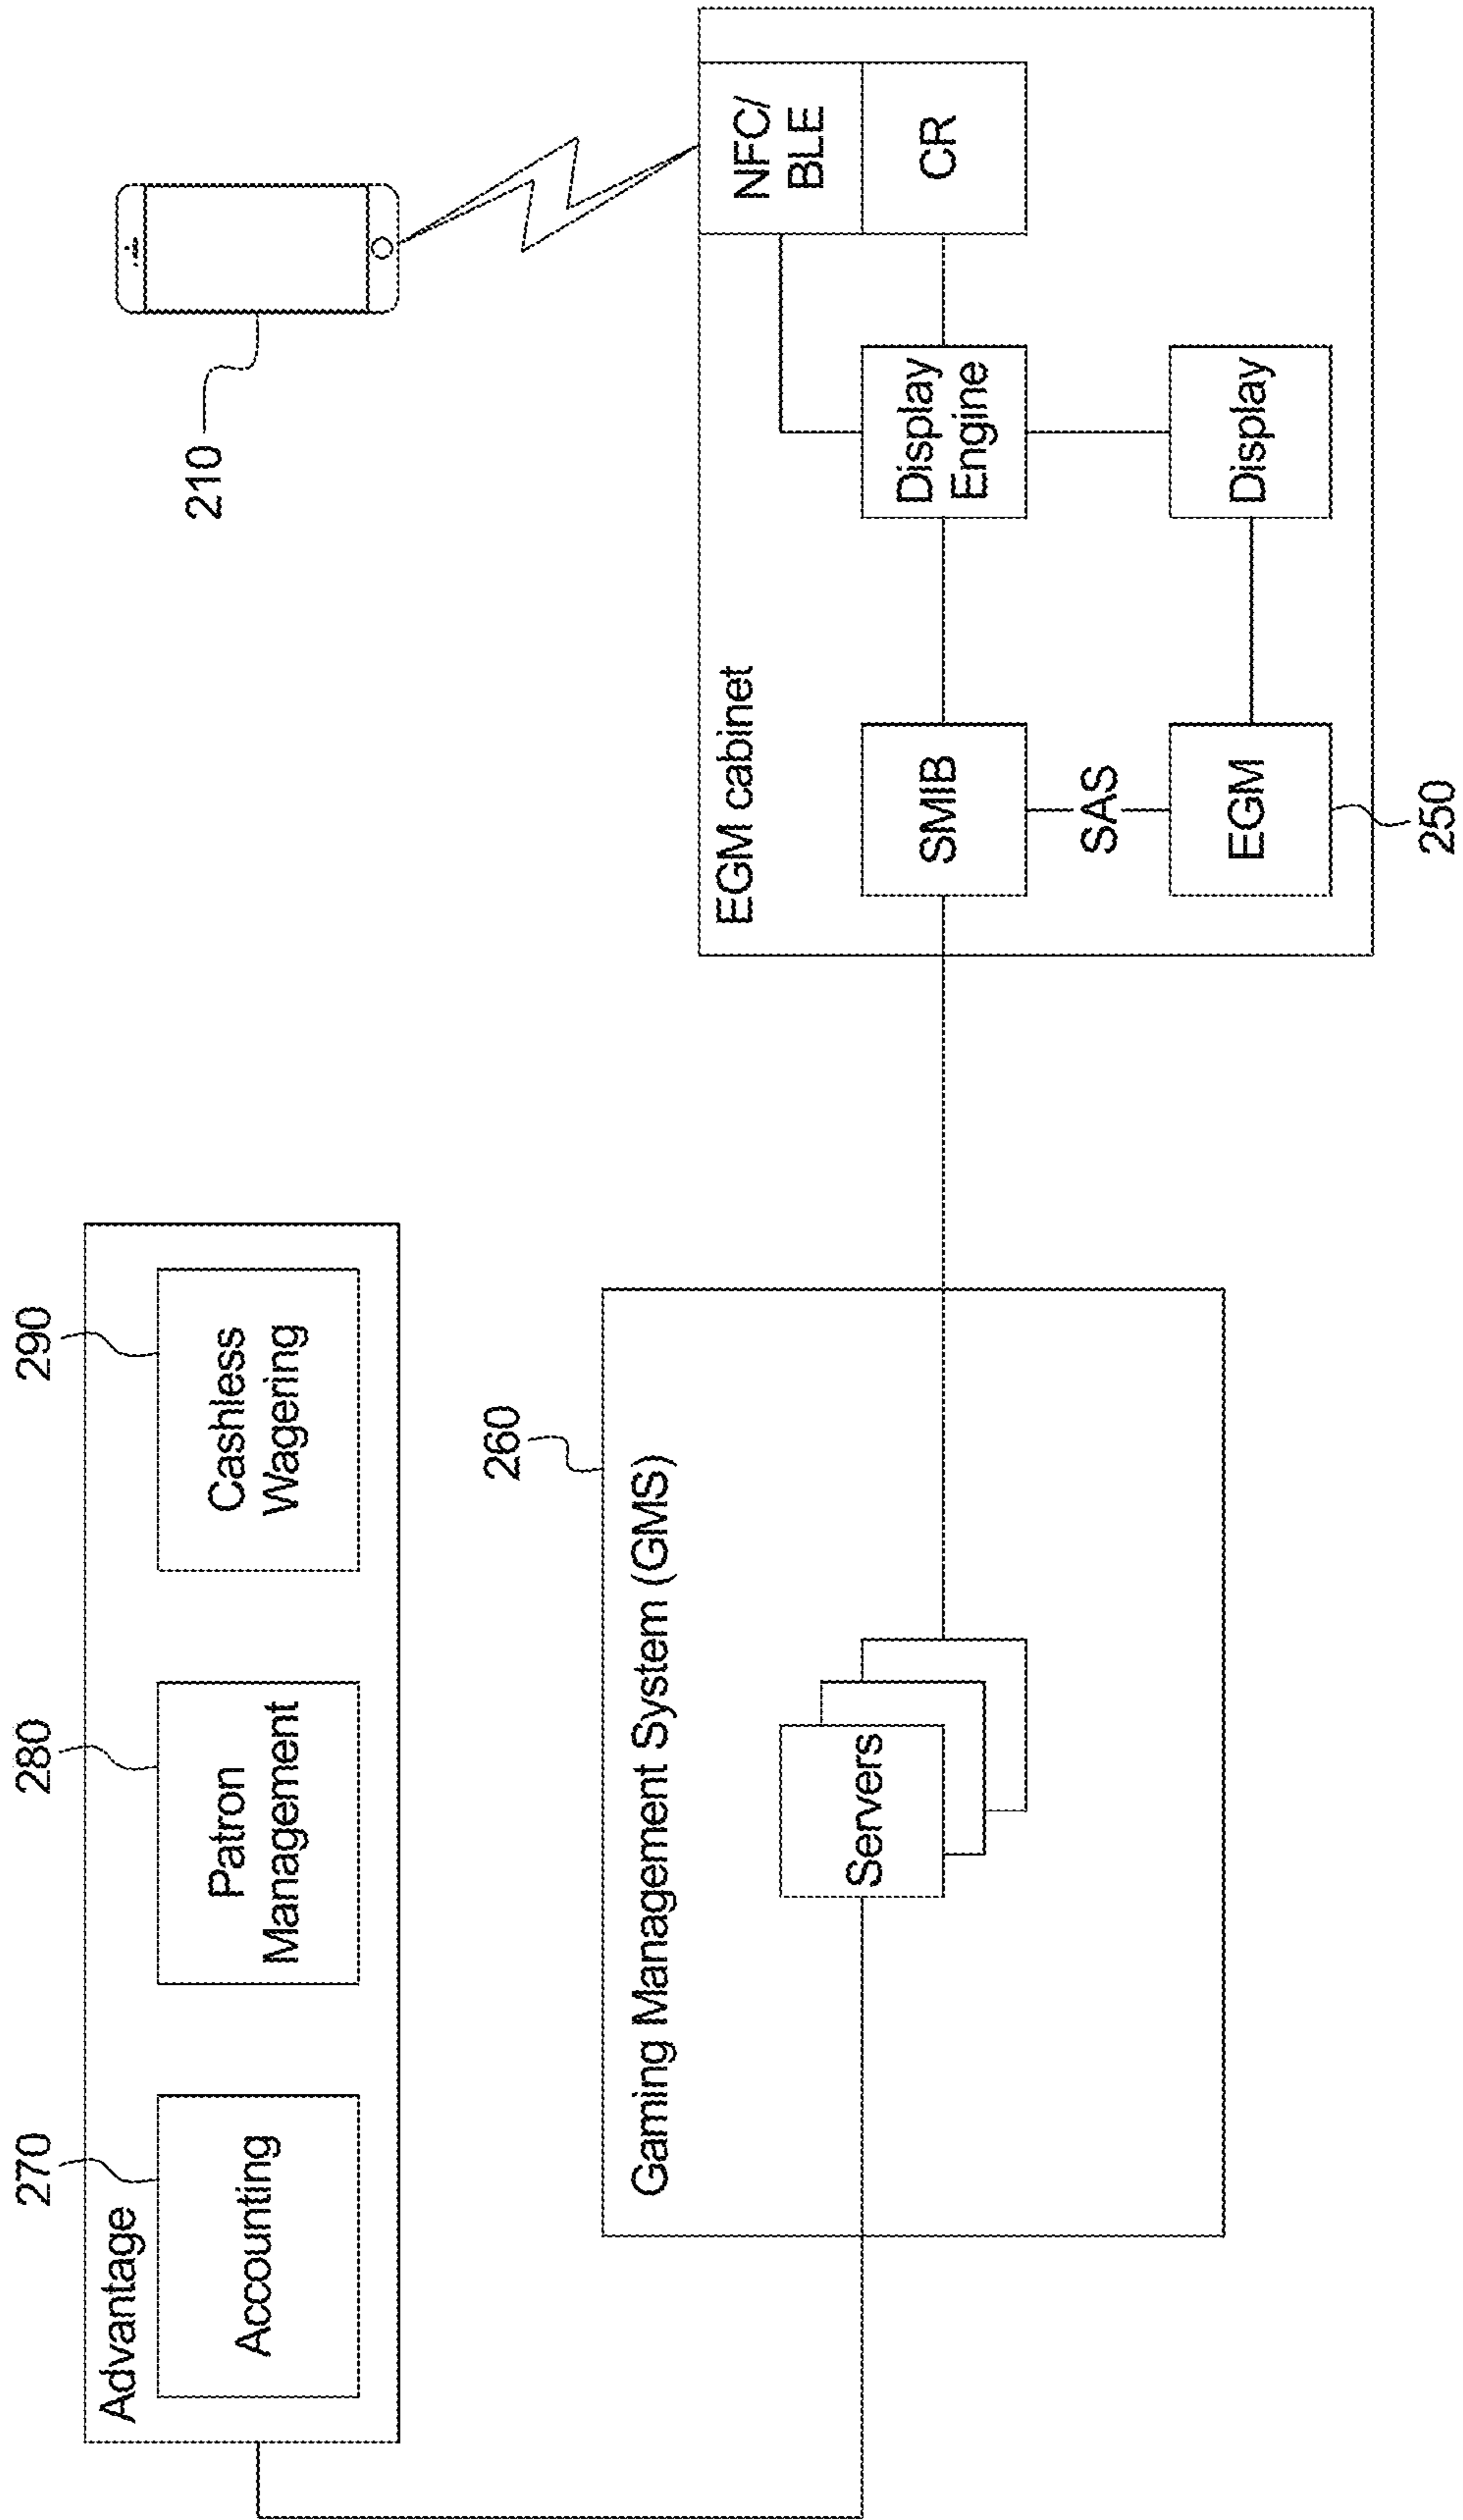 270
280
290
Advantage
Accounting
Patron
Management
Cashless
Wagering
210
260
Gaming Management System (GMS)
Servers
EGM cabinet
NFC/
BLE
CR
SMIB
Display
Engine
SAS
EGM
Display
250